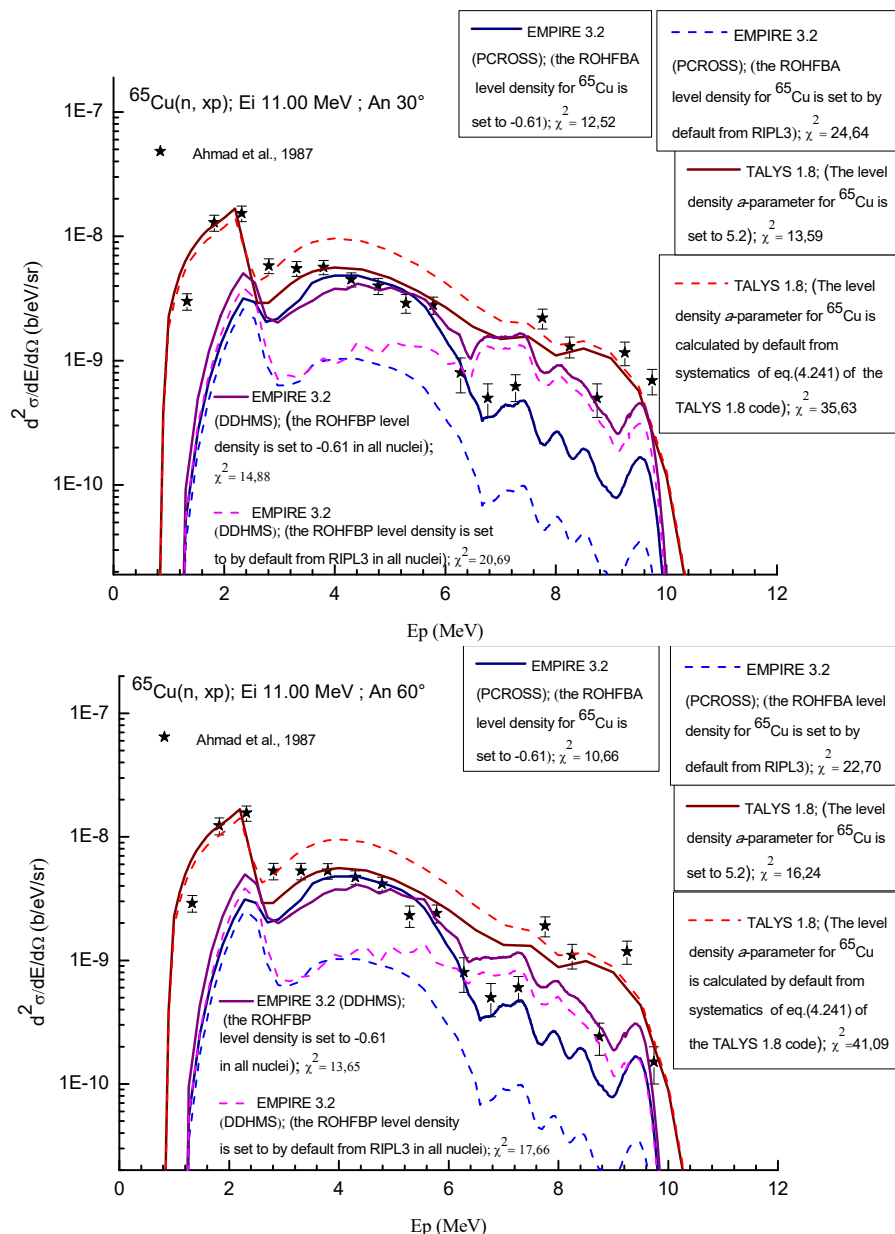 EMPIRE 3.2
(PCROSS); (the ROHFBA
level density for ⁶⁵Cu is
set to -0.61); χ² = 12,52
EMPIRE 3.2
(PCROSS); (the ROHFBA
level density for ⁶⁵Cu is set to by
default from RIPL3); χ² = 24,64
⁶⁵Cu(n, xp); Ei 11.00 MeV ; An 30°
Ahmad et al., 1987
TALYS 1.8; (The level
density a-parameter for ⁶⁵Cu is
set to 5.2); χ² = 13,59
TALYS 1.8; (The level
density a-parameter for ⁶⁵Cu is
calculated by default from
systematics of eq.(4.241) of the
TALYS 1.8 code); χ² = 35,63
EMPIRE 3.2
(DDHMS); (the ROHFBP level
density is set to -0.61 in all nuclei);
χ² = 14,88
EMPIRE 3.2
(DDHMS); (the ROHFBP level density is set
to by default from RIPL3 in all nuclei); χ² = 20,69
d²σ/dE/dΩ (b/eV/sr)
1E-7
1E-8
1E-9
1E-10
0 2 4 6 8 10 12
Ep (MeV)
EMPIRE 3.2
(PCROSS); (the ROHFBA
level density for ⁶⁵Cu is
set to -0.61); χ² = 10,66
EMPIRE 3.2
(PCROSS); (the ROHFBA level
density for ⁶⁵Cu is set to by
default from RIPL3); χ² = 22,70
⁶⁵Cu(n, xp); Ei 11.00 MeV ; An 60°
Ahmad et al., 1987
TALYS 1.8; (The level
density a-parameter for ⁶⁵Cu is
set to 5.2); χ² = 16,24
TALYS 1.8; (The level
density a-parameter for ⁶⁵Cu
is calculated by default from
systematics of eq.(4.241) of
the TALYS 1.8 code); χ² =41,09
EMPIRE 3.2 (DDHMS);
(the ROHFBP
level density is set to -0.61
in all nuclei); χ² = 13,65
EMPIRE 3.2
(DDHMS); (the ROHFBP level density
is set to by default from RIPL3 in all nuclei); χ² = 17,66
d²σ/dE/dΩ (b/eV/sr)
1E-7
1E-8
1E-9
1E-10
0 2 4 6 8 10 12
Ep (MeV)